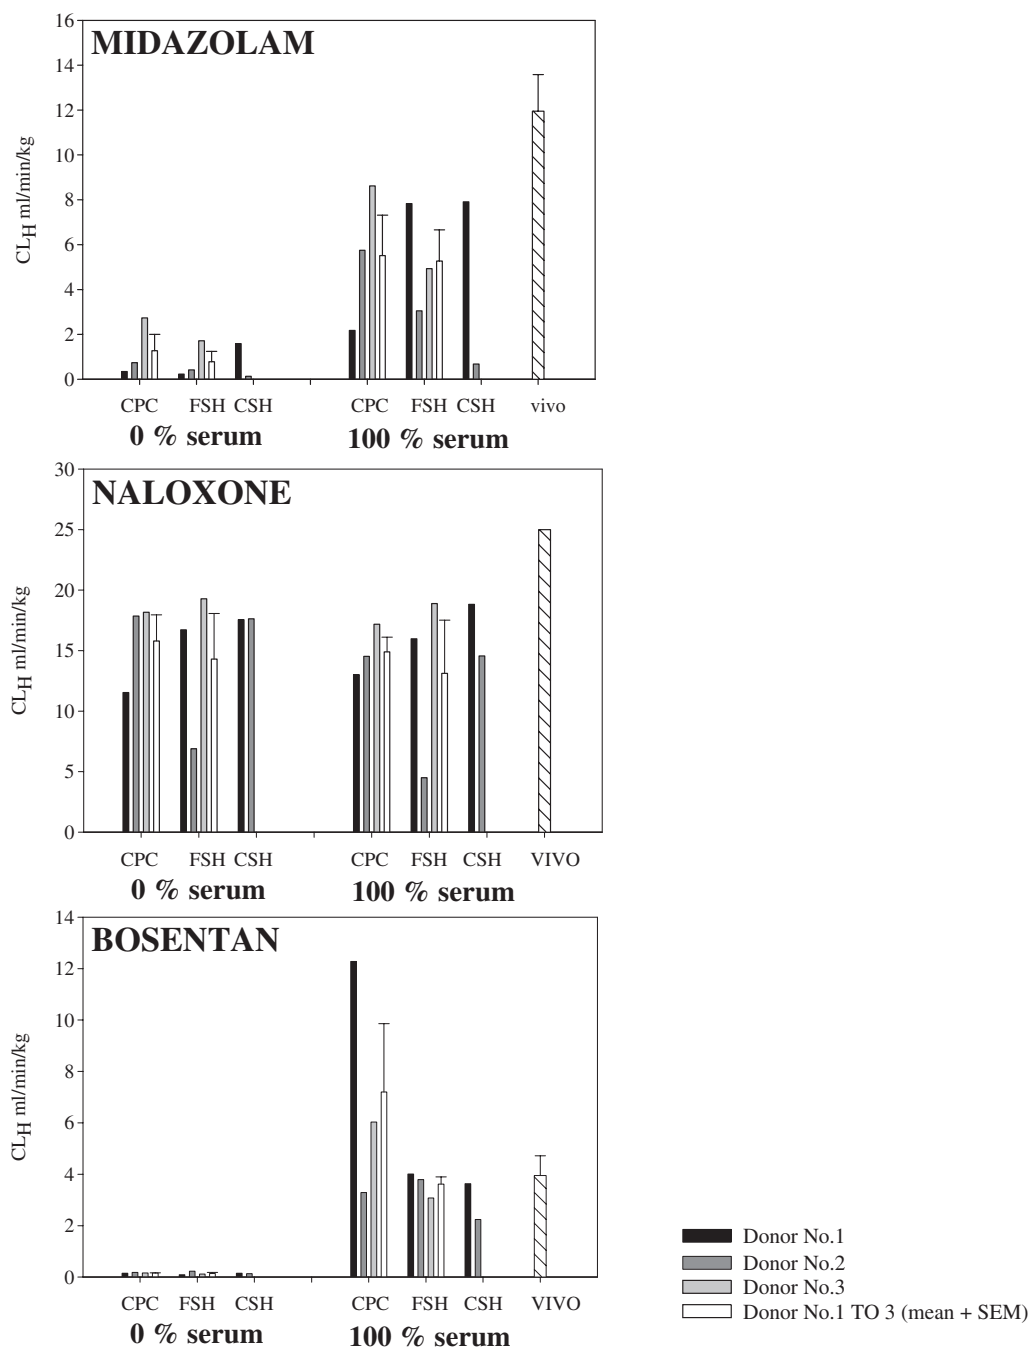 MIDAZOLAM
CLH ml/min/kg
16
14
12
10
8
6
4
2
0
CPC FSH CSH CPC FSH CSH vivo
0 % serum 100 % serum
NALOXONE
CLH ml/min/kg
30
25
20
15
10
5
0
CPC FSH CSH CPC FSH CSH VIVO
0 % serum 100 % serum
BOSENTAN
CLH ml/min/kg
14
12
10
8
6
4
2
0
CPC FSH CSH CPC FSH CSH VIVO
0 % serum 100 % serum
Donor No.1
Donor No.2
Donor No.3
Donor No.1 TO 3 (mean + SEM)